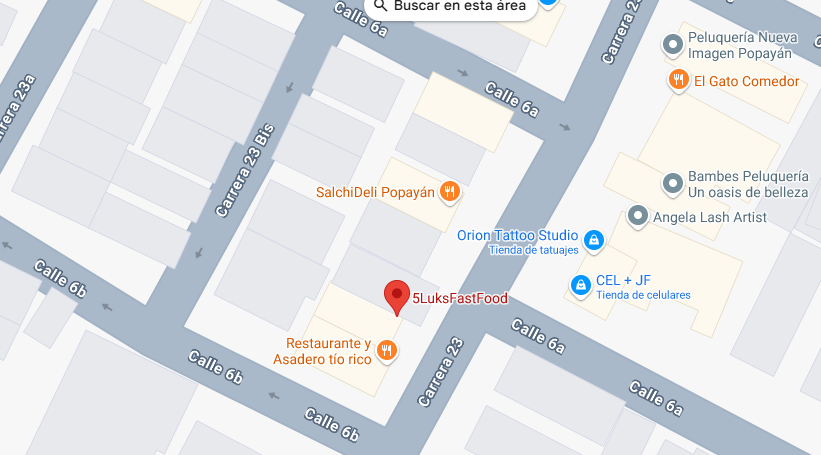 Buscar en esta área
Calle 6a
Carrera 24
Peluquería Nueva
Imagen Popayán
El Gato Comedor
Carrera 23a
Calle 6a
Carrera 23 Bis
SalchiDeli Popayán
Bambes Peluquería
Un oasis de belleza
Angela Lash Artist
Orion Tattoo Studio
Tienda de tatuajes
CEL + JF
Tienda de celulares
Calle 6b
5LuksFastFood
Calle 6a
Restaurante y
Asadero tío rico
Calle 6b
Carrera 23
Calle 6a
Calle 6b